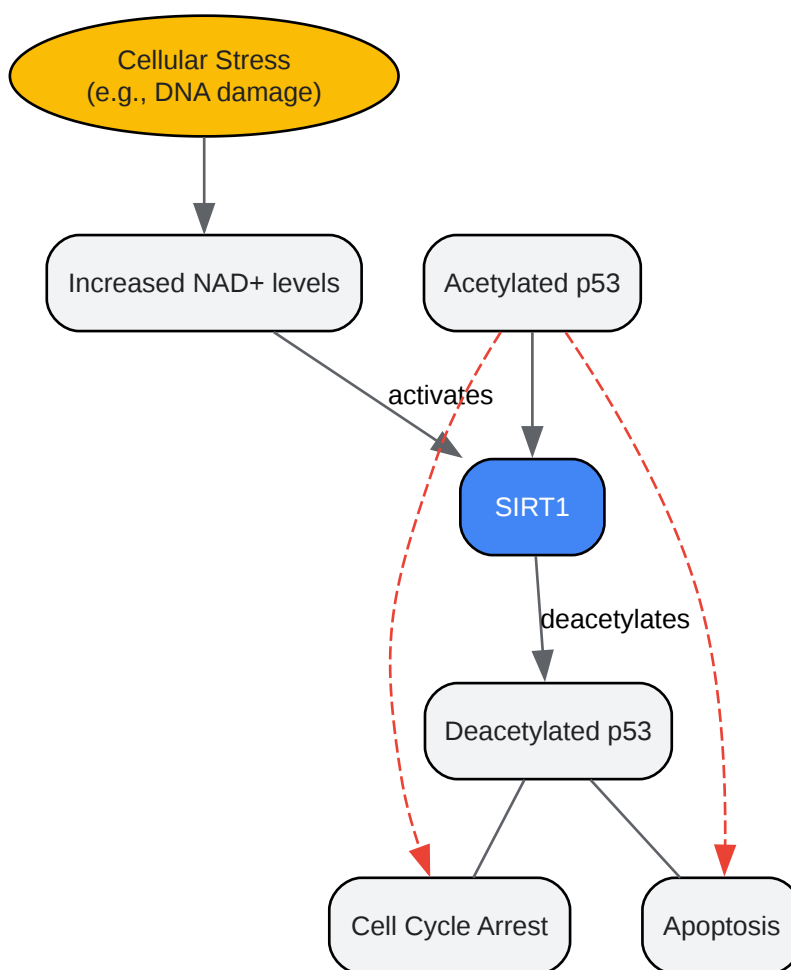 Cellular Stress
(e.g., DNA damage)
Increased NAD+ levels
Acetylated p53
activates
SIRT1
deacetylates
Deacetylated p53
Cell Cycle Arrest
Apoptosis